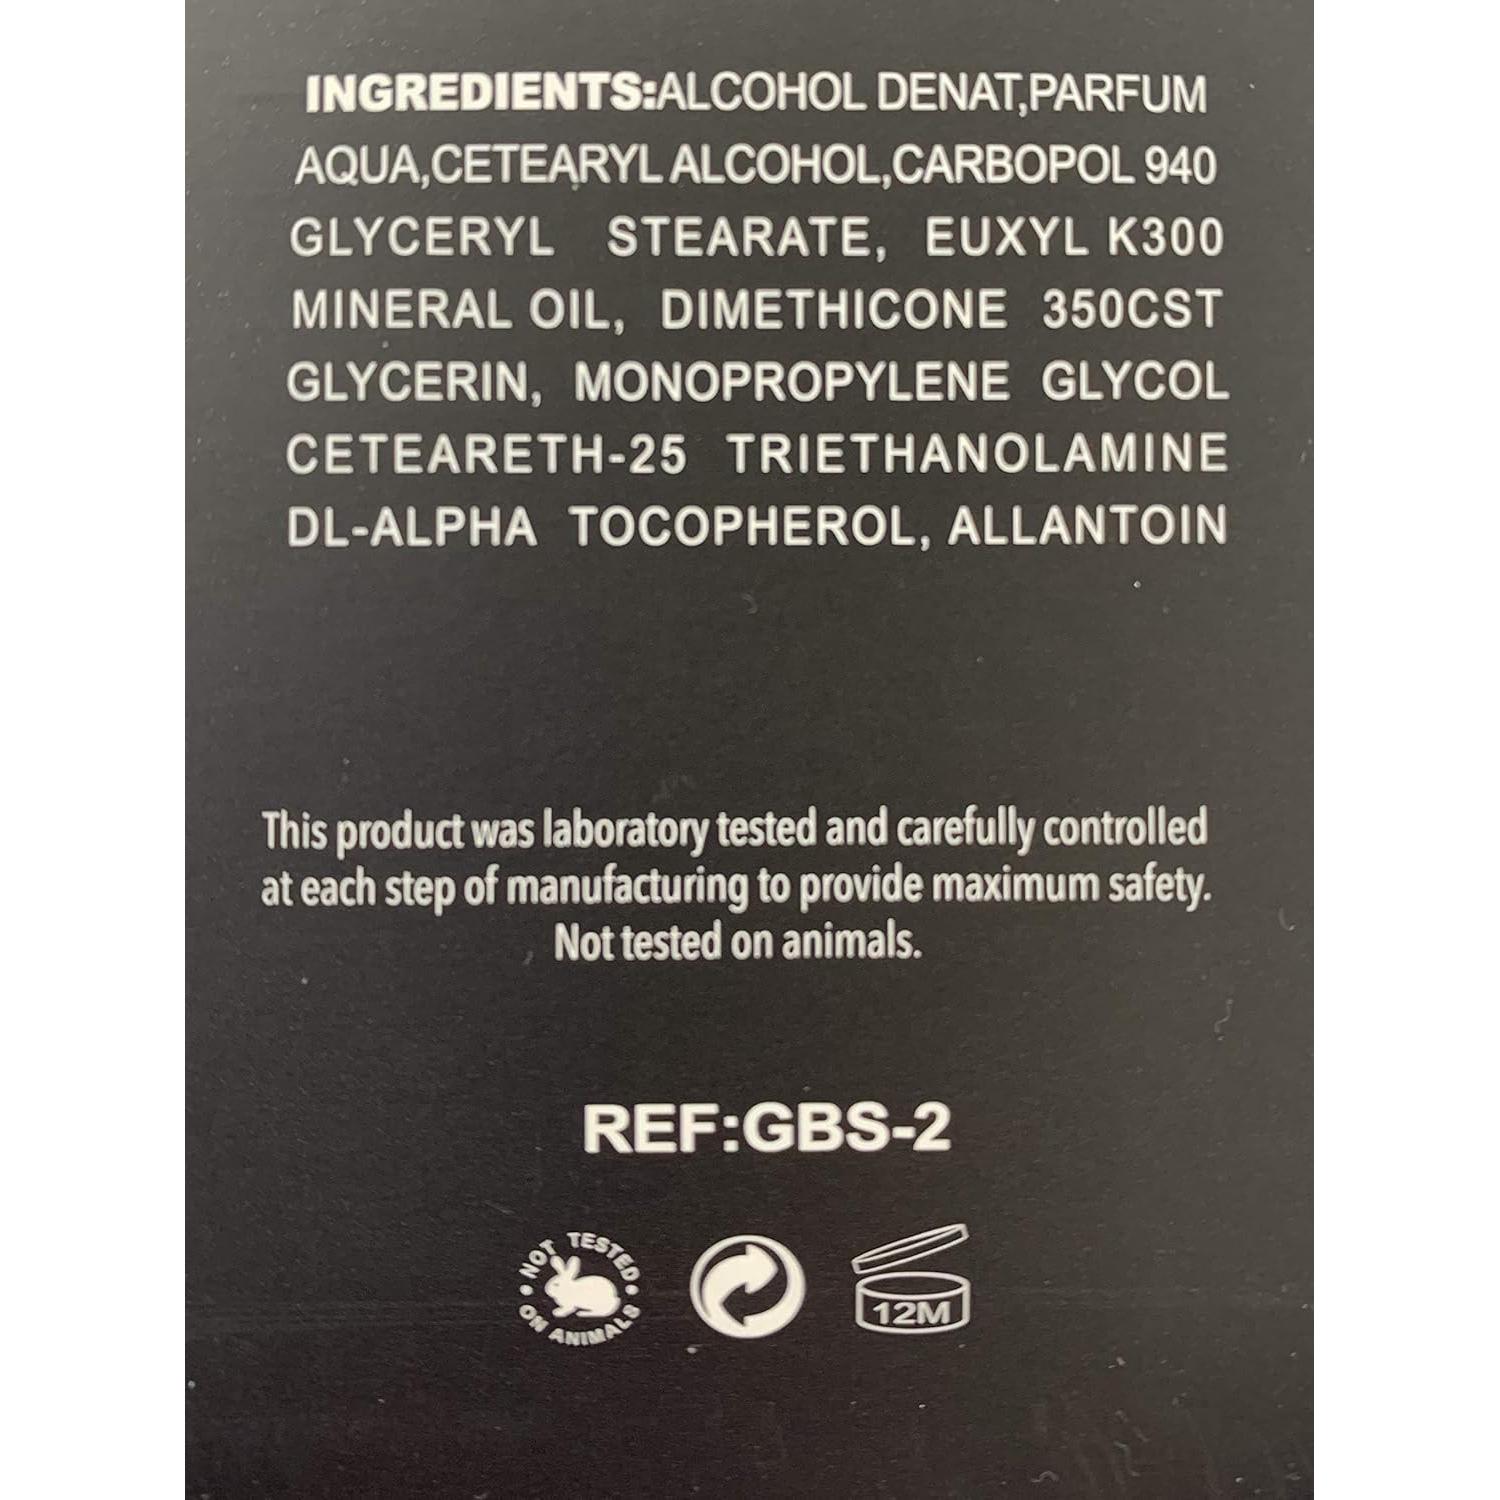 INGREDIENTS:ALCOHOL DENAT,PARFUM
AQUA,CETEARYL ALCOHOL,CARBOPOL 940
GLYCERYL STEARATE, EUXYL K300
MINERAL OIL, DIMETHICONE 350CST
GLYCERIN, MONOPROPYLENE GLYCOL
CETEARETH-25 TRIETHANOLAMINE
DL-ALPHA TOCOPHEROL, ALLANTOIN
This product was laboratory tested and carefully controlled
at each step of manufacturing to provide maximum safety.
Not tested on animals.
REF:GBS-2
NOT TESTED
ON ANIMALS
12M